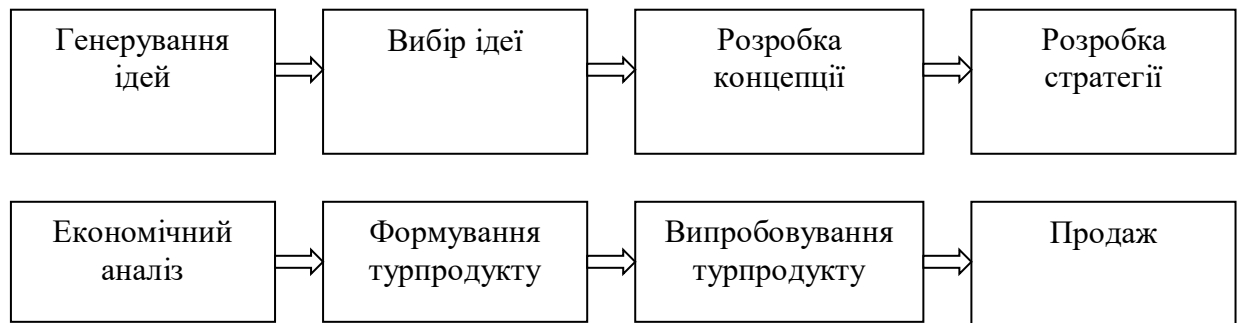 Генерування
ідей
Вибір ідеї
Розробка
концепції
Розробка
стратегії
Економічний
аналіз
Формування
турпродукту
Випробовування
турпродукту
Продаж